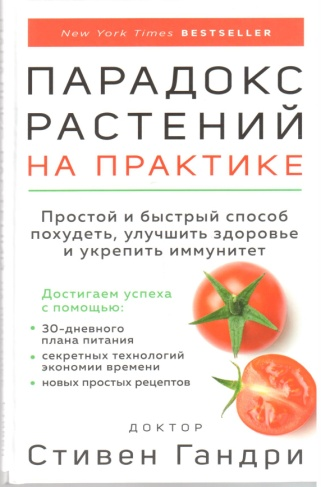 New York Times BESTSELLER
ПАРАДОКС
РАСТЕНИЙ
НА ПРАКТИКЕ
Простой и быстрый способ
похудеть, улучшить здоровье
и укрепить иммунитет
Достигаем успеха
с помощью:
• 30-дневного
плана питания
• секретных технологий
экономии времени
• новых простых рецептов
ДОКТОР
Стивен Гандри